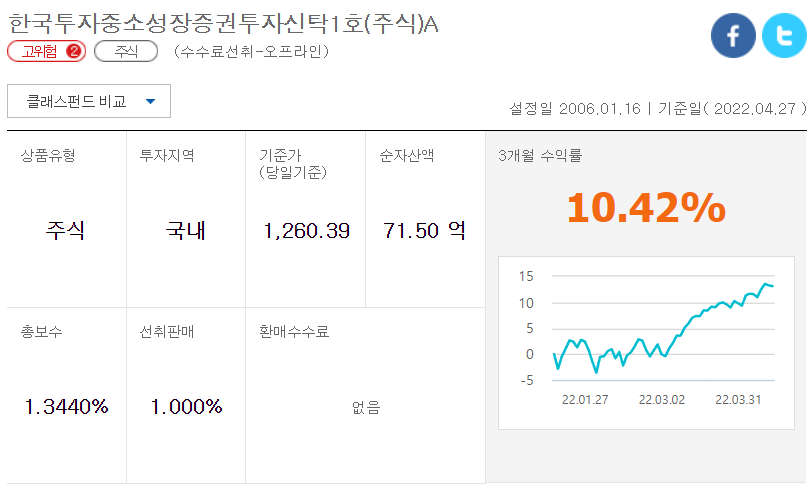 한국투자중소성장증권투자신탁1호(주식)A
고위험 2 주식 (수수료선취-오프라인)
클래스펀드 비교
설정일 2006.01.16 | 기준일( 2022.04.27 )
상품유형
주식
투자지역
국내
기준가
(당일기준)
1,260.39
순자산액
71.50 억
3개월 수익률
10.42%
15
10
5
0
-5
22.01.27 22.03.02 22.03.31
총보수
1.3440%
선취판매
1.000%
환매수수료
없음